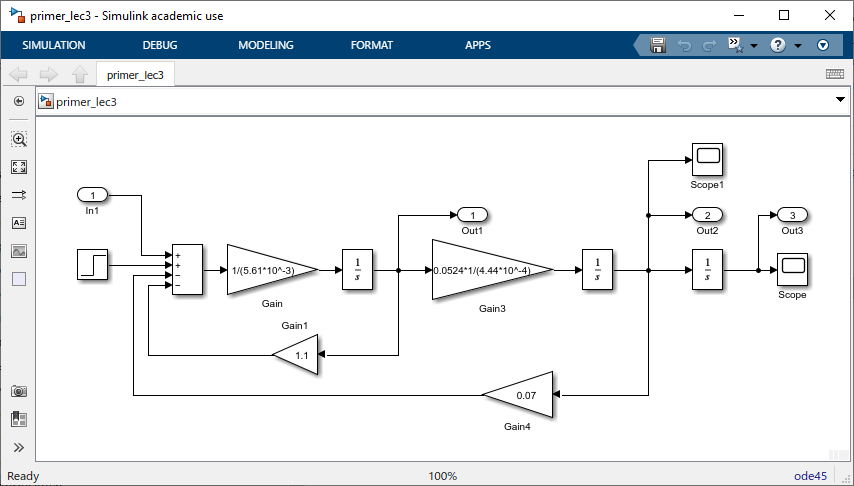 primer_lec3 - Simulink academic use
SIMULATION DEBUG MODELING FORMAT APPS
primer_lec3
primer_lec3
Scope1
1
In1
1
Out1
2
Out2
3
Out3
+
+
−
−
1/(5.61*10^-3)
Gain
1
s
0.0524*1/(4.44*10^-4)
Gain3
1
s
1
s
Scope
Gain1
1.1
0.07
Gain4
Ready 100% ode45